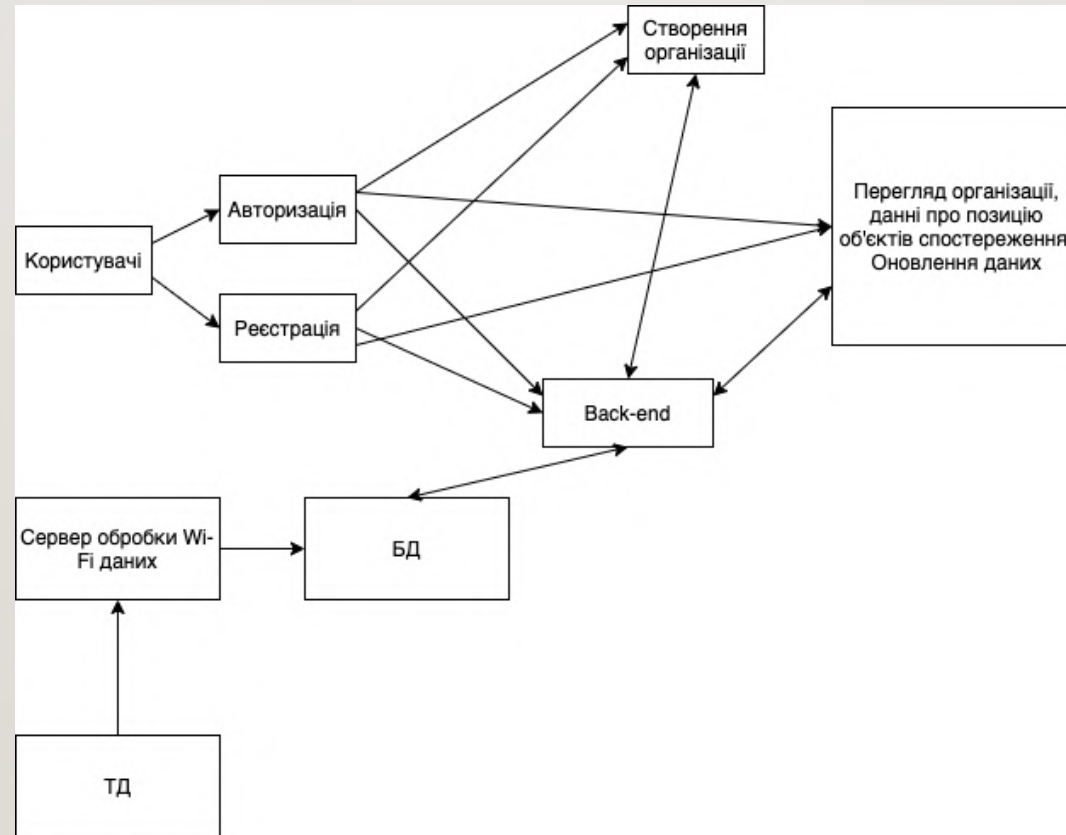 Створення
організації
Авторизація
Користувачі
Реєстрація
Перегляд організації,
данні про позицію
об'єктів спостереження
Оновлення даних
Back-end
Сервер обробки Wi-
Fi даних
БД
ТД